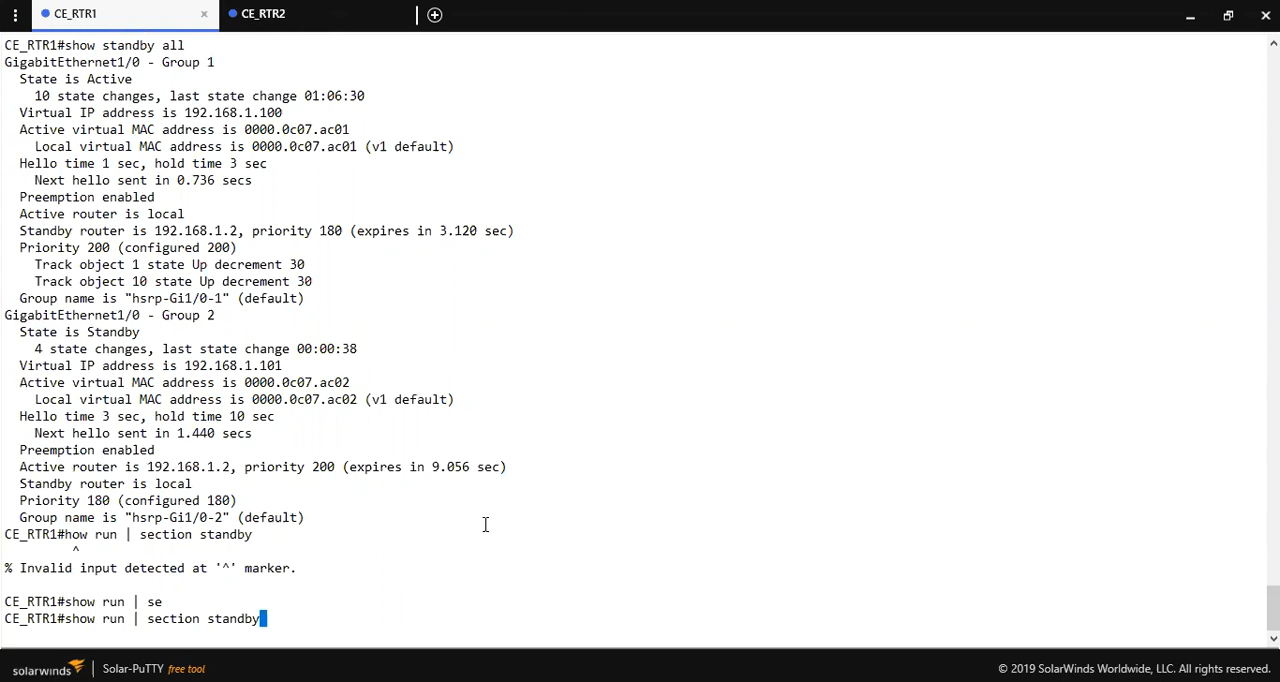 CE_RTR1
CE_RTR2
CE_RTR1#show standby all
GigabitEthernet1/0 - Group 1
  State is Active
    10 state changes, last state change 01:06:30
  Virtual IP address is 192.168.1.100
  Active virtual MAC address is 0000.0c07.ac01
    Local virtual MAC address is 0000.0c07.ac01 (v1 default)
  Hello time 1 sec, hold time 3 sec
    Next hello sent in 0.736 secs
  Preemption enabled
  Active router is local
  Standby router is 192.168.1.2, priority 180 (expires in 3.120 sec)
  Priority 200 (configured 200)
    Track object 1 state Up decrement 30
    Track object 10 state Up decrement 30
  Group name is "hsrp-Gi1/0-1" (default)
GigabitEthernet1/0 - Group 2
  State is Standby
    4 state changes, last state change 00:00:38
  Virtual IP address is 192.168.1.101
  Active virtual MAC address is 0000.0c07.ac02
    Local virtual MAC address is 0000.0c07.ac02 (v1 default)
  Hello time 3 sec, hold time 10 sec
    Next hello sent in 1.440 secs
  Preemption enabled
  Active router is 192.168.1.2, priority 200 (expires in 9.056 sec)
  Standby router is local
  Priority 180 (configured 180)
  Group name is "hsrp-Gi1/0-2" (default)
CE_RTR1#how run | section standby
         ^
% Invalid input detected at '^' marker.
CE_RTR1#show run | se
CE_RTR1#show run | section standby
solarwinds Solar-PuTTY free tool
© 2019 SolarWinds Worldwide, LLC. All rights reserved.